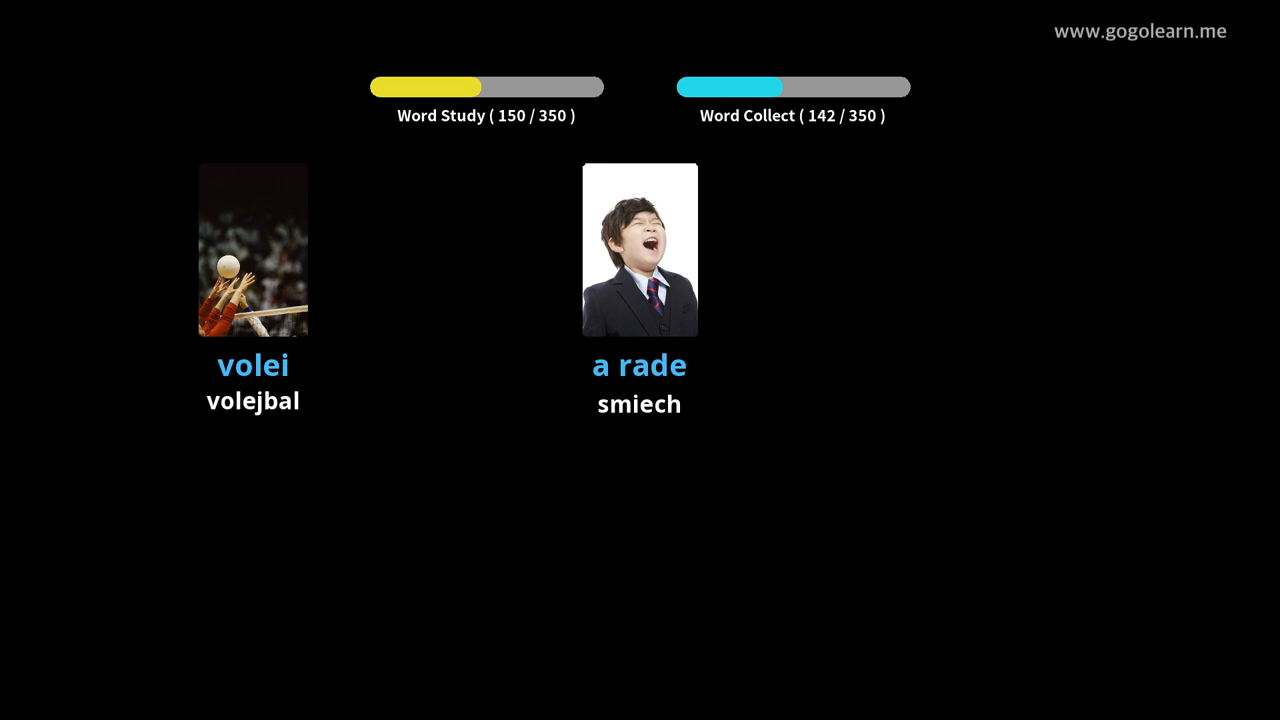 www.gogolearn.me
Word Study ( 150 / 350 )
Word Collect ( 142 / 350 )
volei
volejbal
a rade
smiech